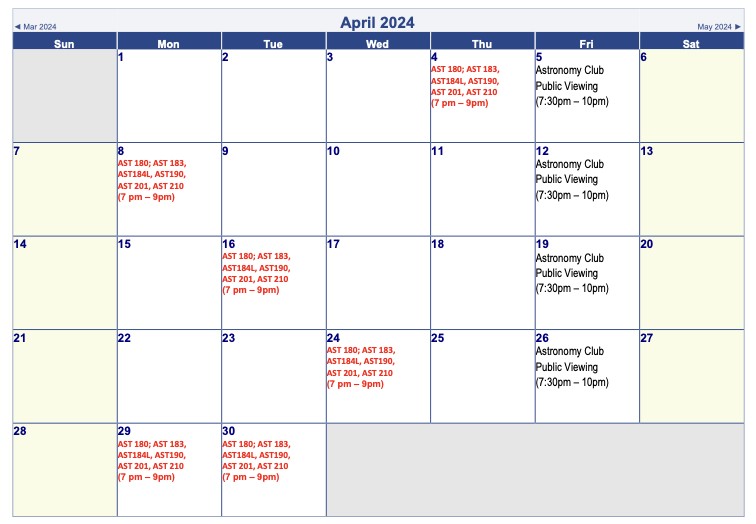 April 2024
◄ Mar 2024
May 2024 ►
Sun Mon Tue Wed Thu Fri Sat
1 2 3 4 5 6
AST 180; AST 183,
AST184L, AST190,
AST 201, AST 210
(7 pm – 9pm)
Astronomy Club
Public Viewing
(7:30pm – 10pm)
7 8 9 10 11 12 13
AST 180; AST 183,
AST184L, AST190,
AST 201, AST 210
(7 pm – 9pm)
Astronomy Club
Public Viewing
(7:30pm – 10pm)
14 15 16 17 18 19 20
AST 180; AST 183,
AST184L, AST190,
AST 201, AST 210
(7 pm – 9pm)
Astronomy Club
Public Viewing
(7:30pm – 10pm)
21 22 23 24 25 26 27
AST 180; AST 183,
AST184L, AST190,
AST 201, AST 210
(7 pm – 9pm)
Astronomy Club
Public Viewing
(7:30pm – 10pm)
28 29 30
AST 180; AST 183,
AST184L, AST190,
AST 201, AST 210
(7 pm – 9pm)
AST 180; AST 183,
AST184L, AST190,
AST 201, AST 210
(7 pm – 9pm)